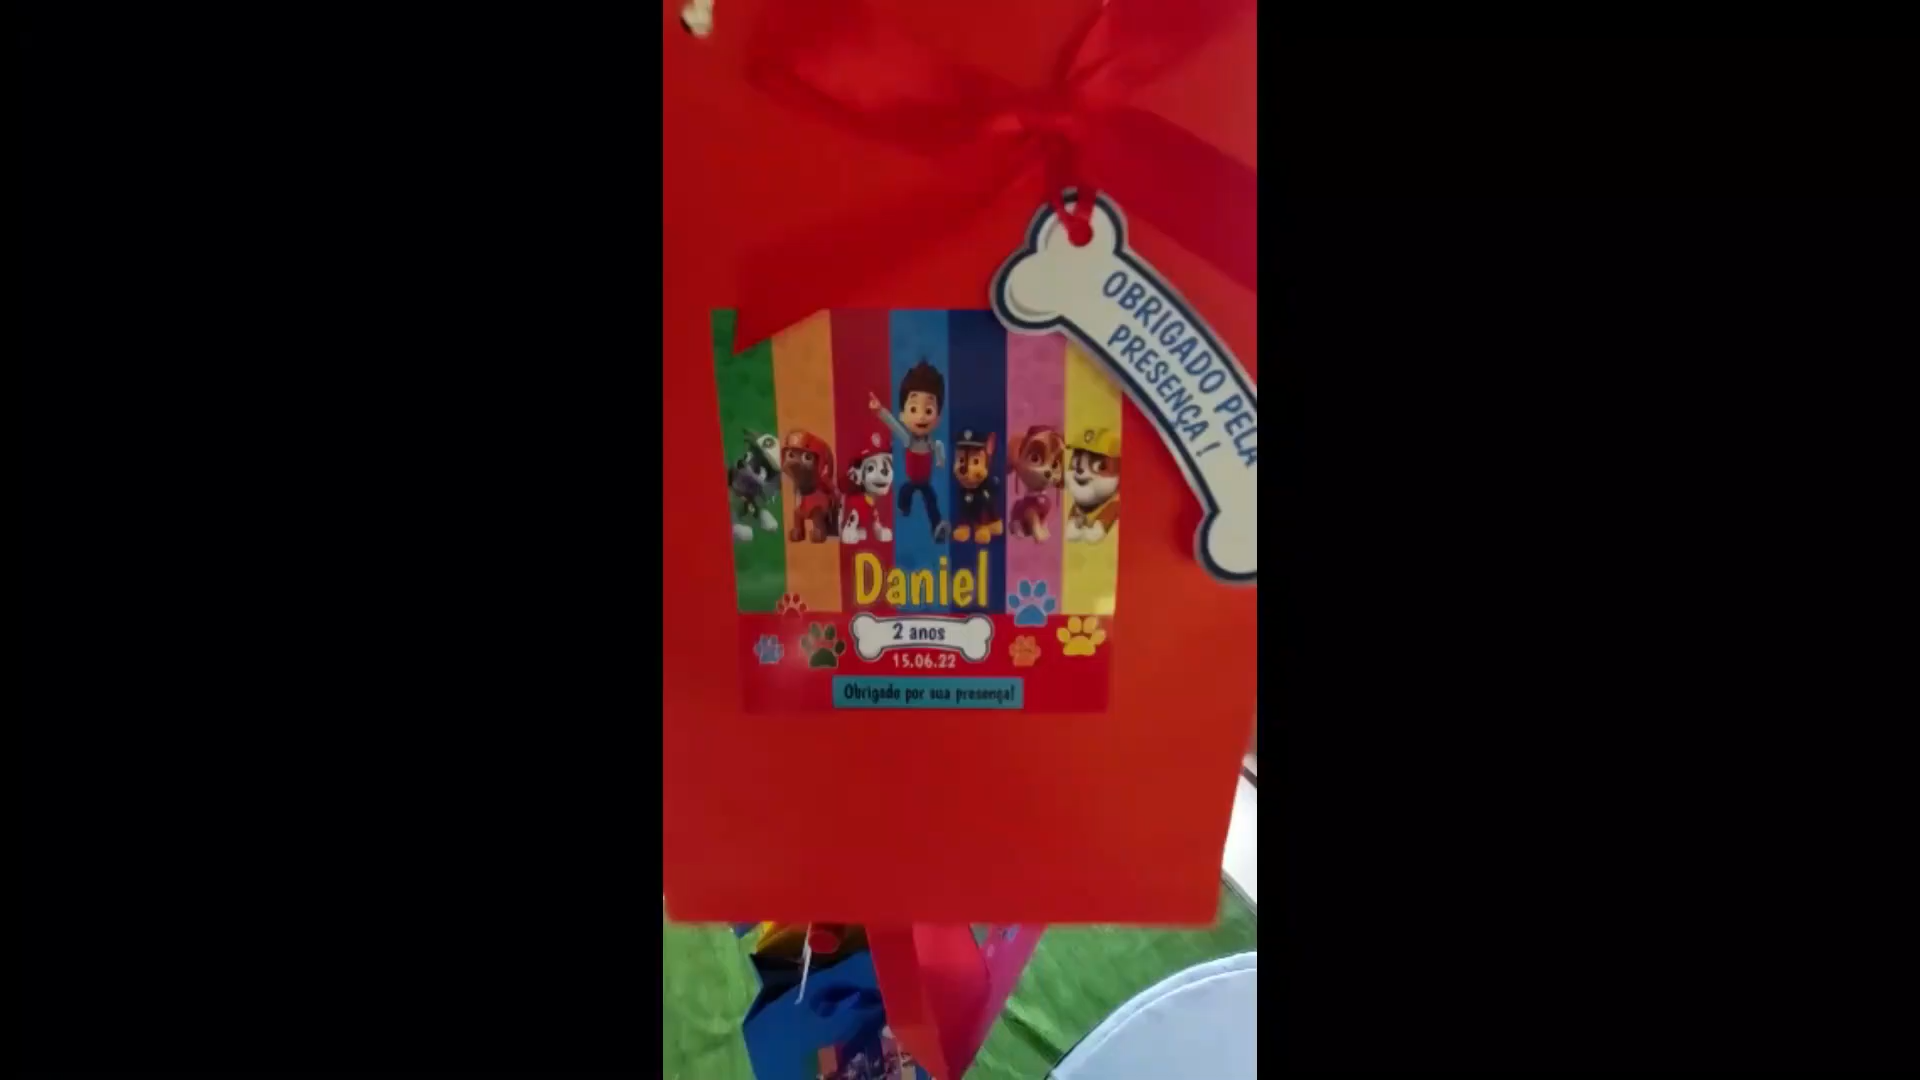 OBRIGADO PELA
PRESENÇA !
Daniel
2 anos
15.06.22
Obrigado por sua presença!